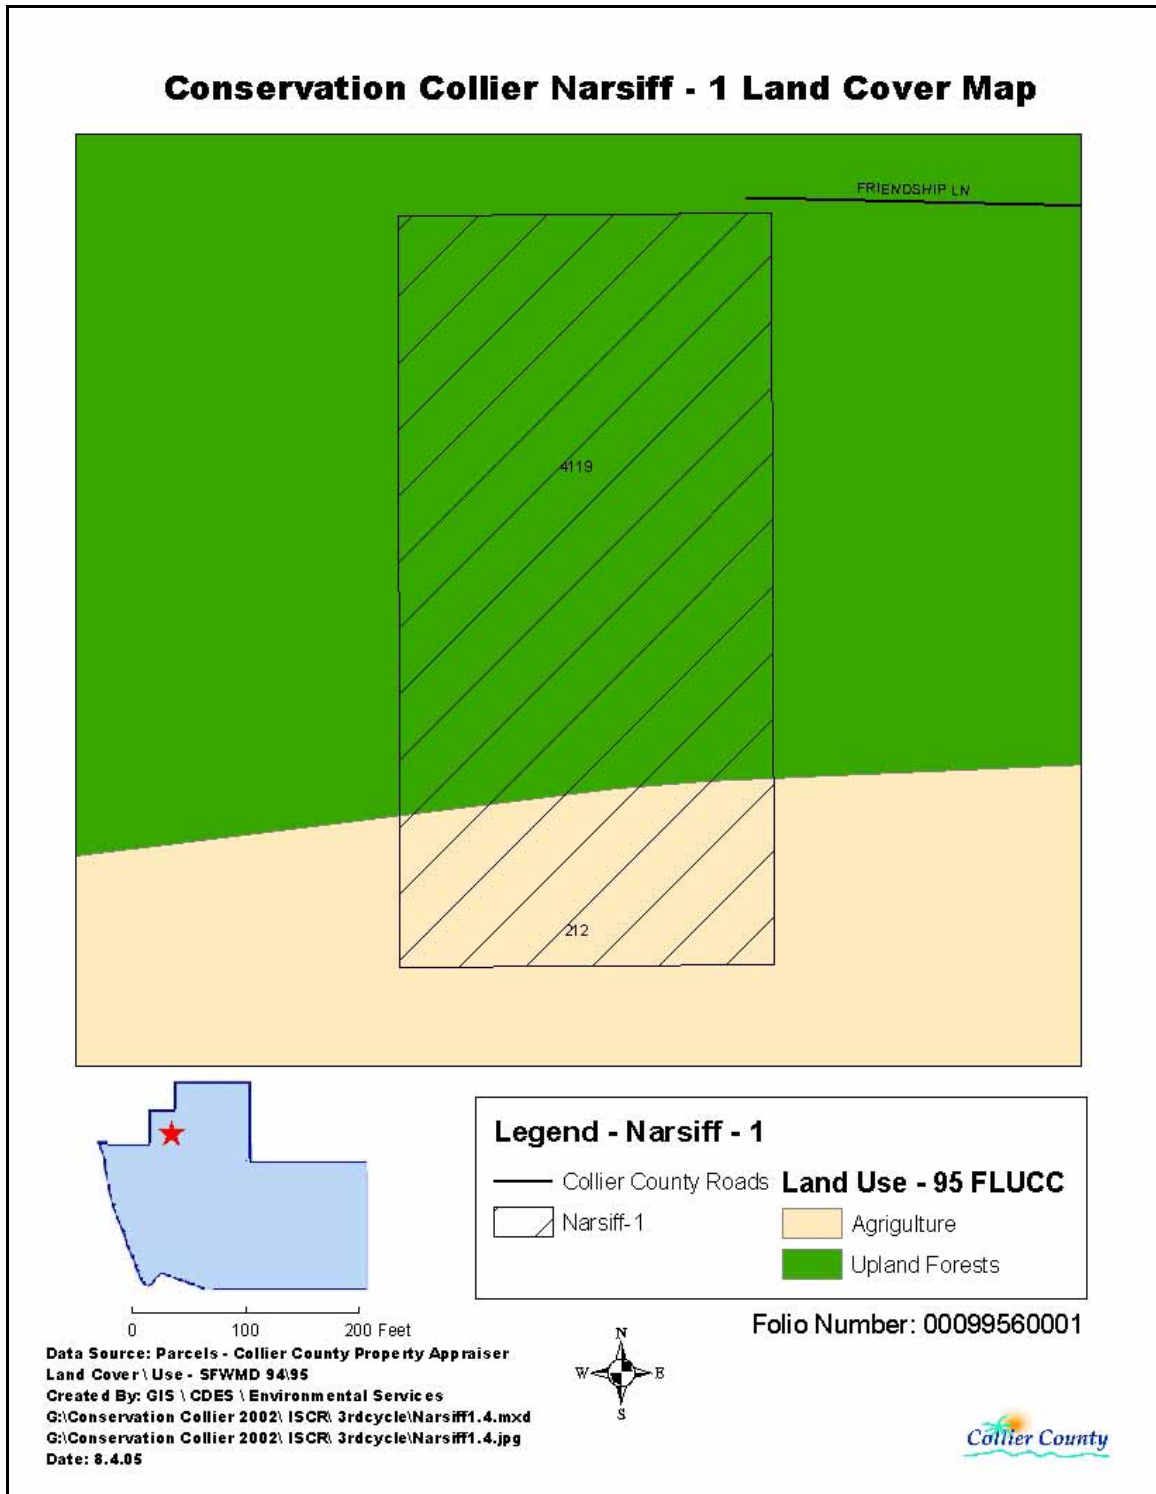 Conservation Collier Narsiff - 1 Land Cover Map
FRIENDSHIP LN
4119
212
Legend - Narsiff - 1
Collier County Roads
Narsiff-1
Land Use - 95 FLUCC
Agrigulture
Upland Forests
0 100 200 Feet
Folio Number: 00099560001
Data Source: Parcels - Collier County Property Appraiser
Land Cover \ Use - SFWMD 94\95
Created By: GIS \ CDES \ Environmental Services
G:\Conservation Collier 2002\ ISCR\ 3rdcycle\Narsiff1.4.mxd
G:\Conservation Collier 2002\ ISCR\ 3rdcycle\Narsiff1.4.jpg
Date: 8.4.05
N
W E
S
Collier County